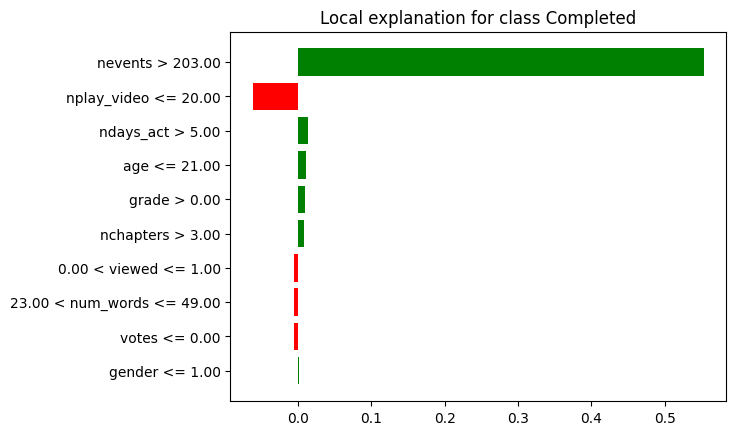 Local explanation for class Completed
nevents > 203.00
nplay_video <= 20.00
ndays_act > 5.00
age <= 21.00
grade > 0.00
nchapters > 3.00
0.00 < viewed <= 1.00
23.00 < num_words <= 49.00
votes <= 0.00
gender <= 1.00
0.0 0.1 0.2 0.3 0.4 0.5